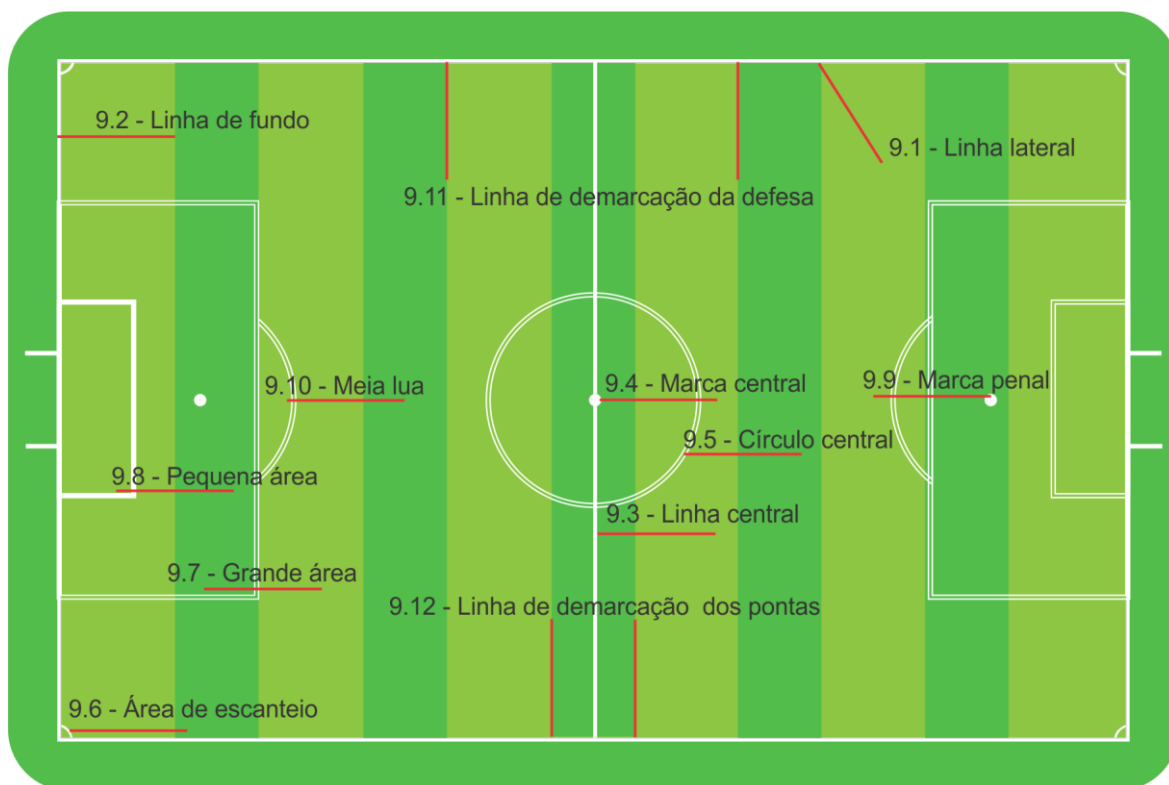 9.2 - Linha de fundo
9.1 - Linha lateral
9.11 - Linha de demarcação da defesa
9.10 - Meia lua
9.4 - Marca central
9.9 - Marca penal
9.5 - Círculo central
9.8 - Pequena área
9.3 - Linha central
9.7 - Grande área
9.12 - Linha de demarcação  dos pontas
9.6 - Área de escanteio